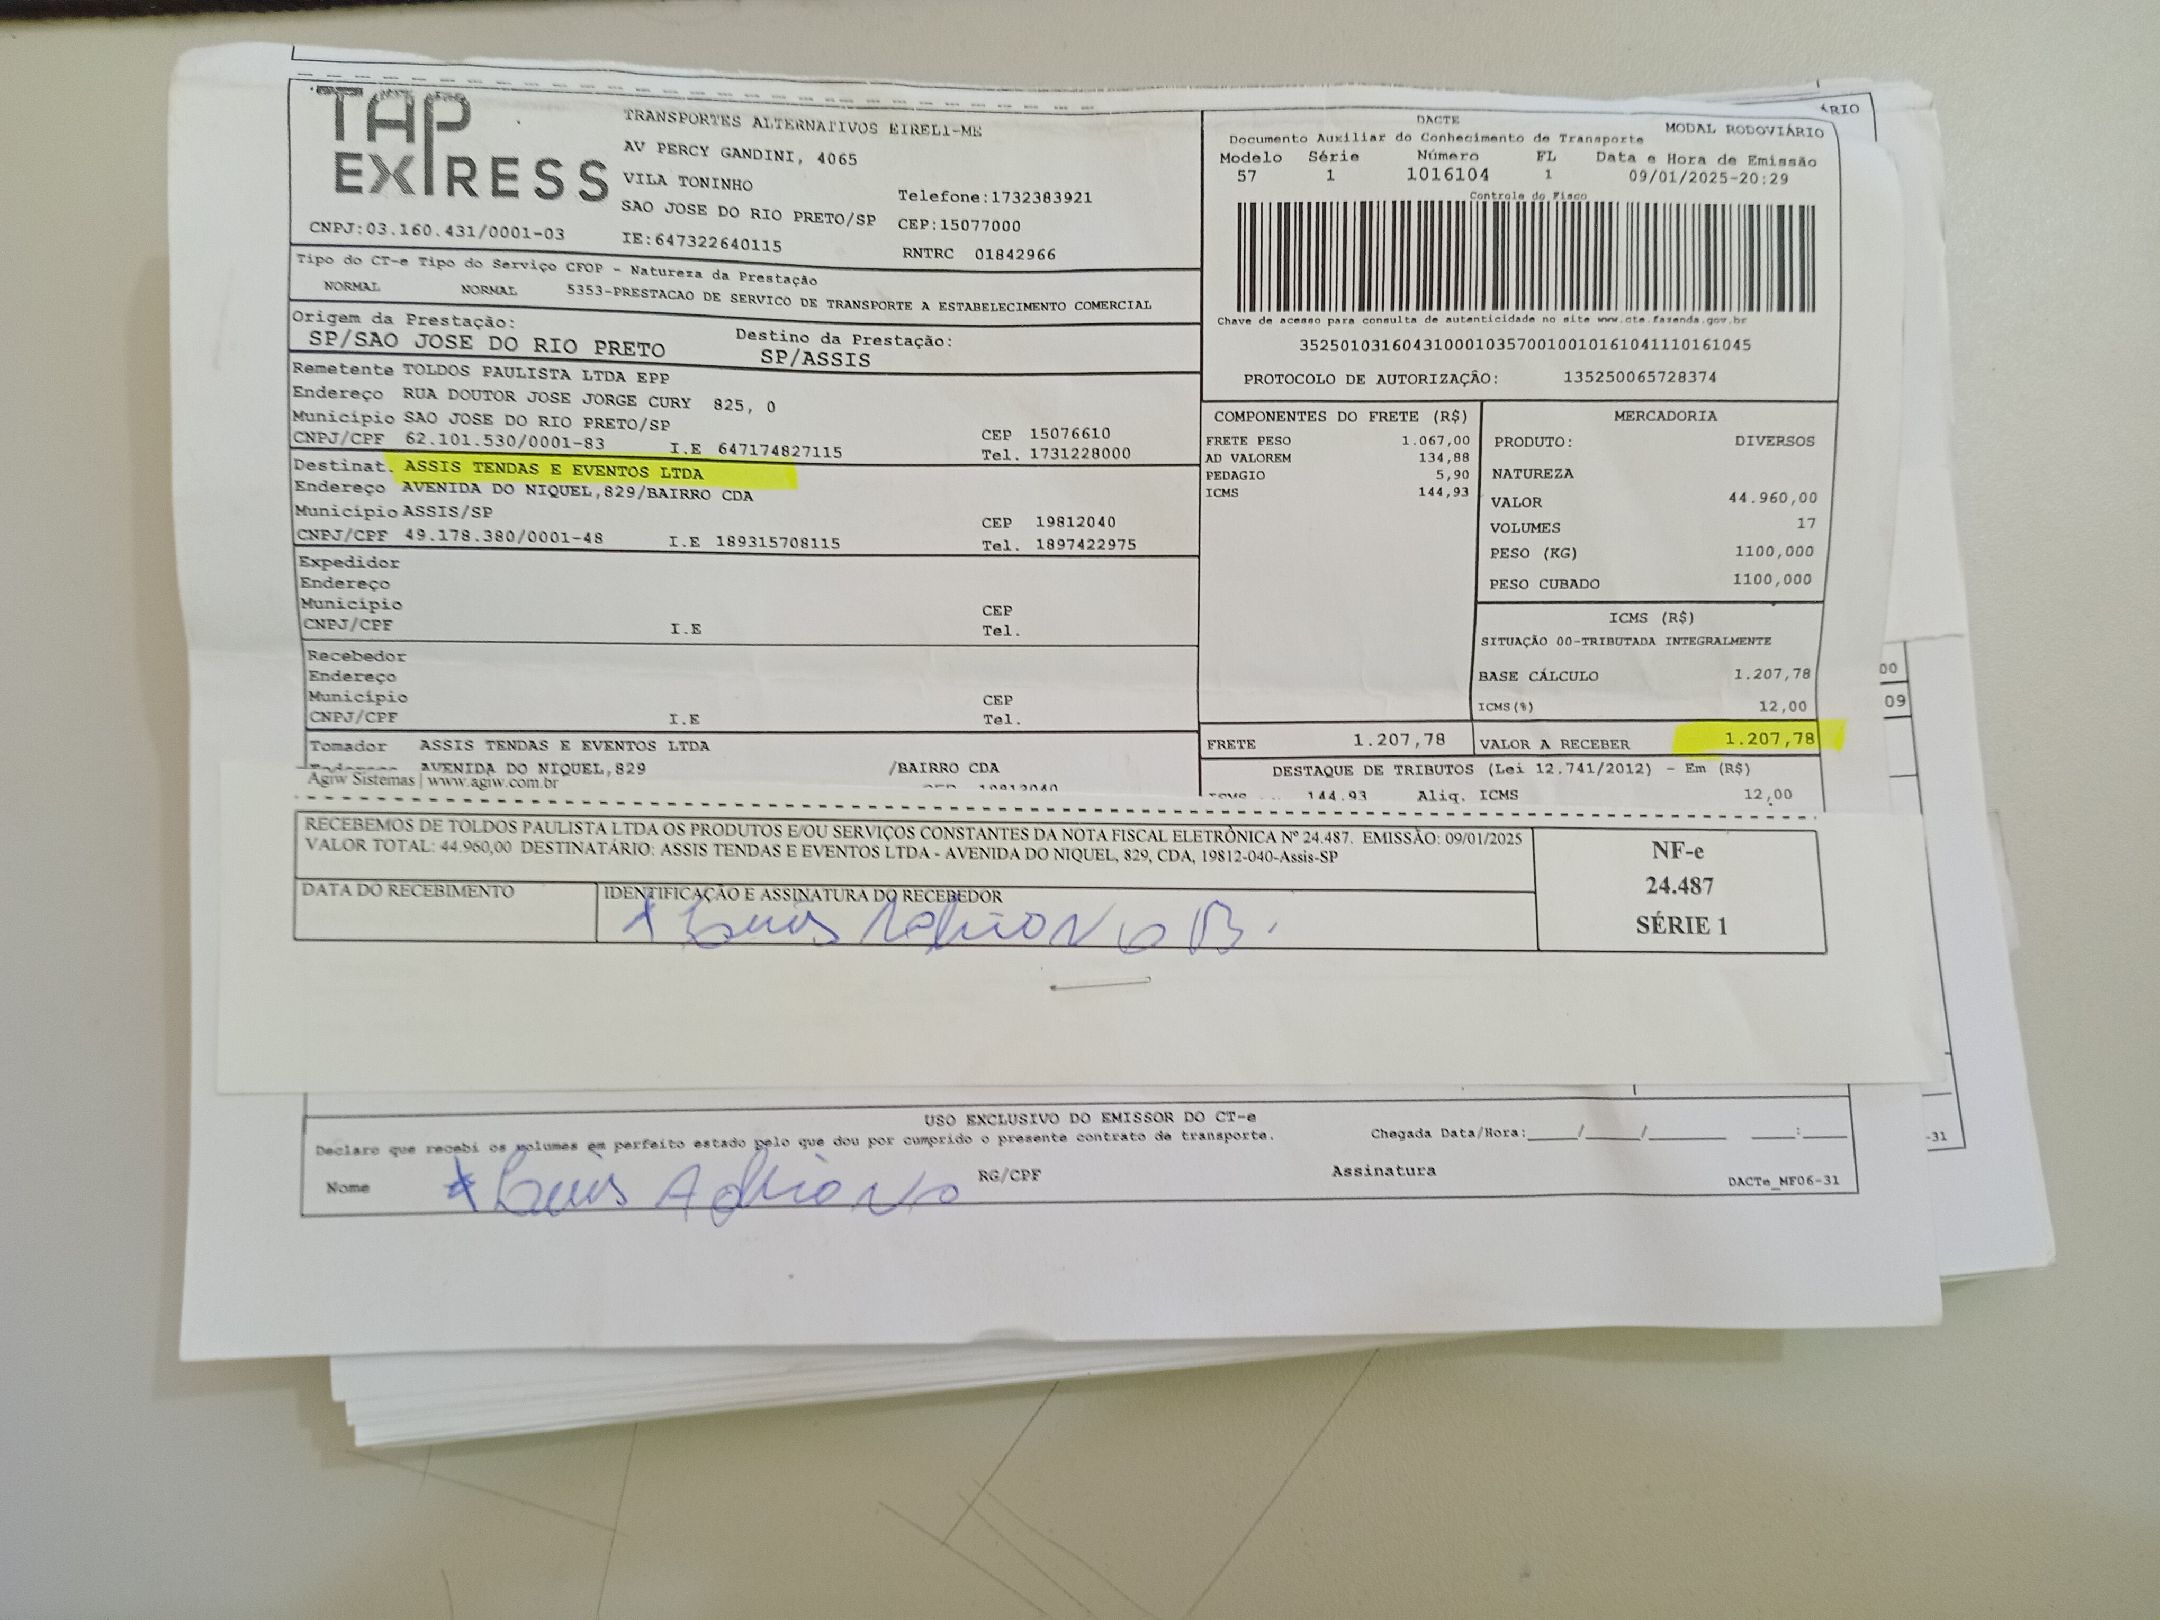 TAP
EXPRESS
TRANSPORTES ALTERNATIVOS EIRELI-ME
AV PERCY GANDINI, 4065
VILA TONINHO
SAO JOSE DO RIO PRETO/SP
Telefone:1732383921
CEP:15077000
CNPJ:03.160.431/0001-03
IE:647322640115
RNTRC 01842966
DACTE
MODAL RODOVIÁRIO
Documento Auxiliar do Conhecimento de Transporte
Modelo Série Número FL Data e Hora de Emissão
57 1 1016104 1 09/01/2025-20:29
Controle do Fisco
Chave de acesso para consulta de autenticidade no site www.cte.fazenda.gov.br
35250103160431000103570010010161041110161045
PROTOCOLO DE AUTORIZAÇÃO: 135250065728374
Tipo do CT-e Tipo do Serviço CFOP - Natureza da Prestação
NORMAL NORMAL 5353-PRESTACAO DE SERVICO DE TRANSPORTE A ESTABELECIMENTO COMERCIAL
Origem da Prestação: Destino da Prestação:
SP/SAO JOSE DO RIO PRETO SP/ASSIS
Remetente TOLDOS PAULISTA LTDA EPP
Endereço RUA DOUTOR JOSE JORGE CURY 825, 0
Município SAO JOSE DO RIO PRETO/SP CEP 15076610
CNPJ/CPF 62.101.530/0001-83 I.E 647174827115 Tel. 1731228000
Destinat. ASSIS TENDAS E EVENTOS LTDA
Endereço AVENIDA DO NIQUEL,829/BAIRRO CDA
Município ASSIS/SP CEP 19812040
CNPJ/CPF 49.178.380/0001-48 I.E 189315708115 Tel. 1897422975
Expedidor
Endereço
Município CEP
CNPJ/CPF I.E Tel.
Recebedor
Endereço
Município CEP
CNPJ/CPF I.E Tel.
Tomador ASSIS TENDAS E EVENTOS LTDA
AVENIDA DO NIQUEL,829 /BAIRRO CDA
COMPONENTES DO FRETE (R$)
FRETE PESO 1.067,00
AD VALOREM 134,88
PEDAGIO 5,90
ICMS 144,93
FRETE 1.207,78
MERCADORIA
PRODUTO: DIVERSOS
NATUREZA
VALOR 44.960,00
VOLUMES 17
PESO (KG) 1100,000
PESO CUBADO 1100,000
ICMS (R$)
SITUAÇÃO 00-TRIBUTADA INTEGRALMENTE
BASE CÁLCULO 1.207,78
ICMS(%) 12,00
VALOR A RECEBER 1.207,78
DESTAQUE DE TRIBUTOS (Lei 12.741/2012) - Em (R$)
144,93 Aliq. ICMS 12,00
Agiw Sistemas | www.agiw.com.br
RECEBEMOS DE TOLDOS PAULISTA LTDA OS PRODUTOS E/OU SERVIÇOS CONSTANTES DA NOTA FISCAL ELETRÔNICA Nº 24.487. EMISSÃO: 09/01/2025
VALOR TOTAL: 44.960,00 DESTINATÁRIO: ASSIS TENDAS E EVENTOS LTDA - AVENIDA DO NIQUEL, 829, CDA, 19812-040-Assis-SP
DATA DO RECEBIMENTO
IDENTIFICAÇÃO E ASSINATURA DO RECEBEDOR
Luis Adriano B.
NF-e
24.487
SÉRIE 1
USO EXCLUSIVO DO EMISSOR DO CT-e
Declaro que recebi os volumes em perfeito estado pelo que dou por cumprido o presente contrato de transporte. Chegada Data/Hora:____/____/______ ____:____
Nome Luis Adriano RG/CPF Assinatura
DACTe_MF06-31
ÁRIO
00
09
-31